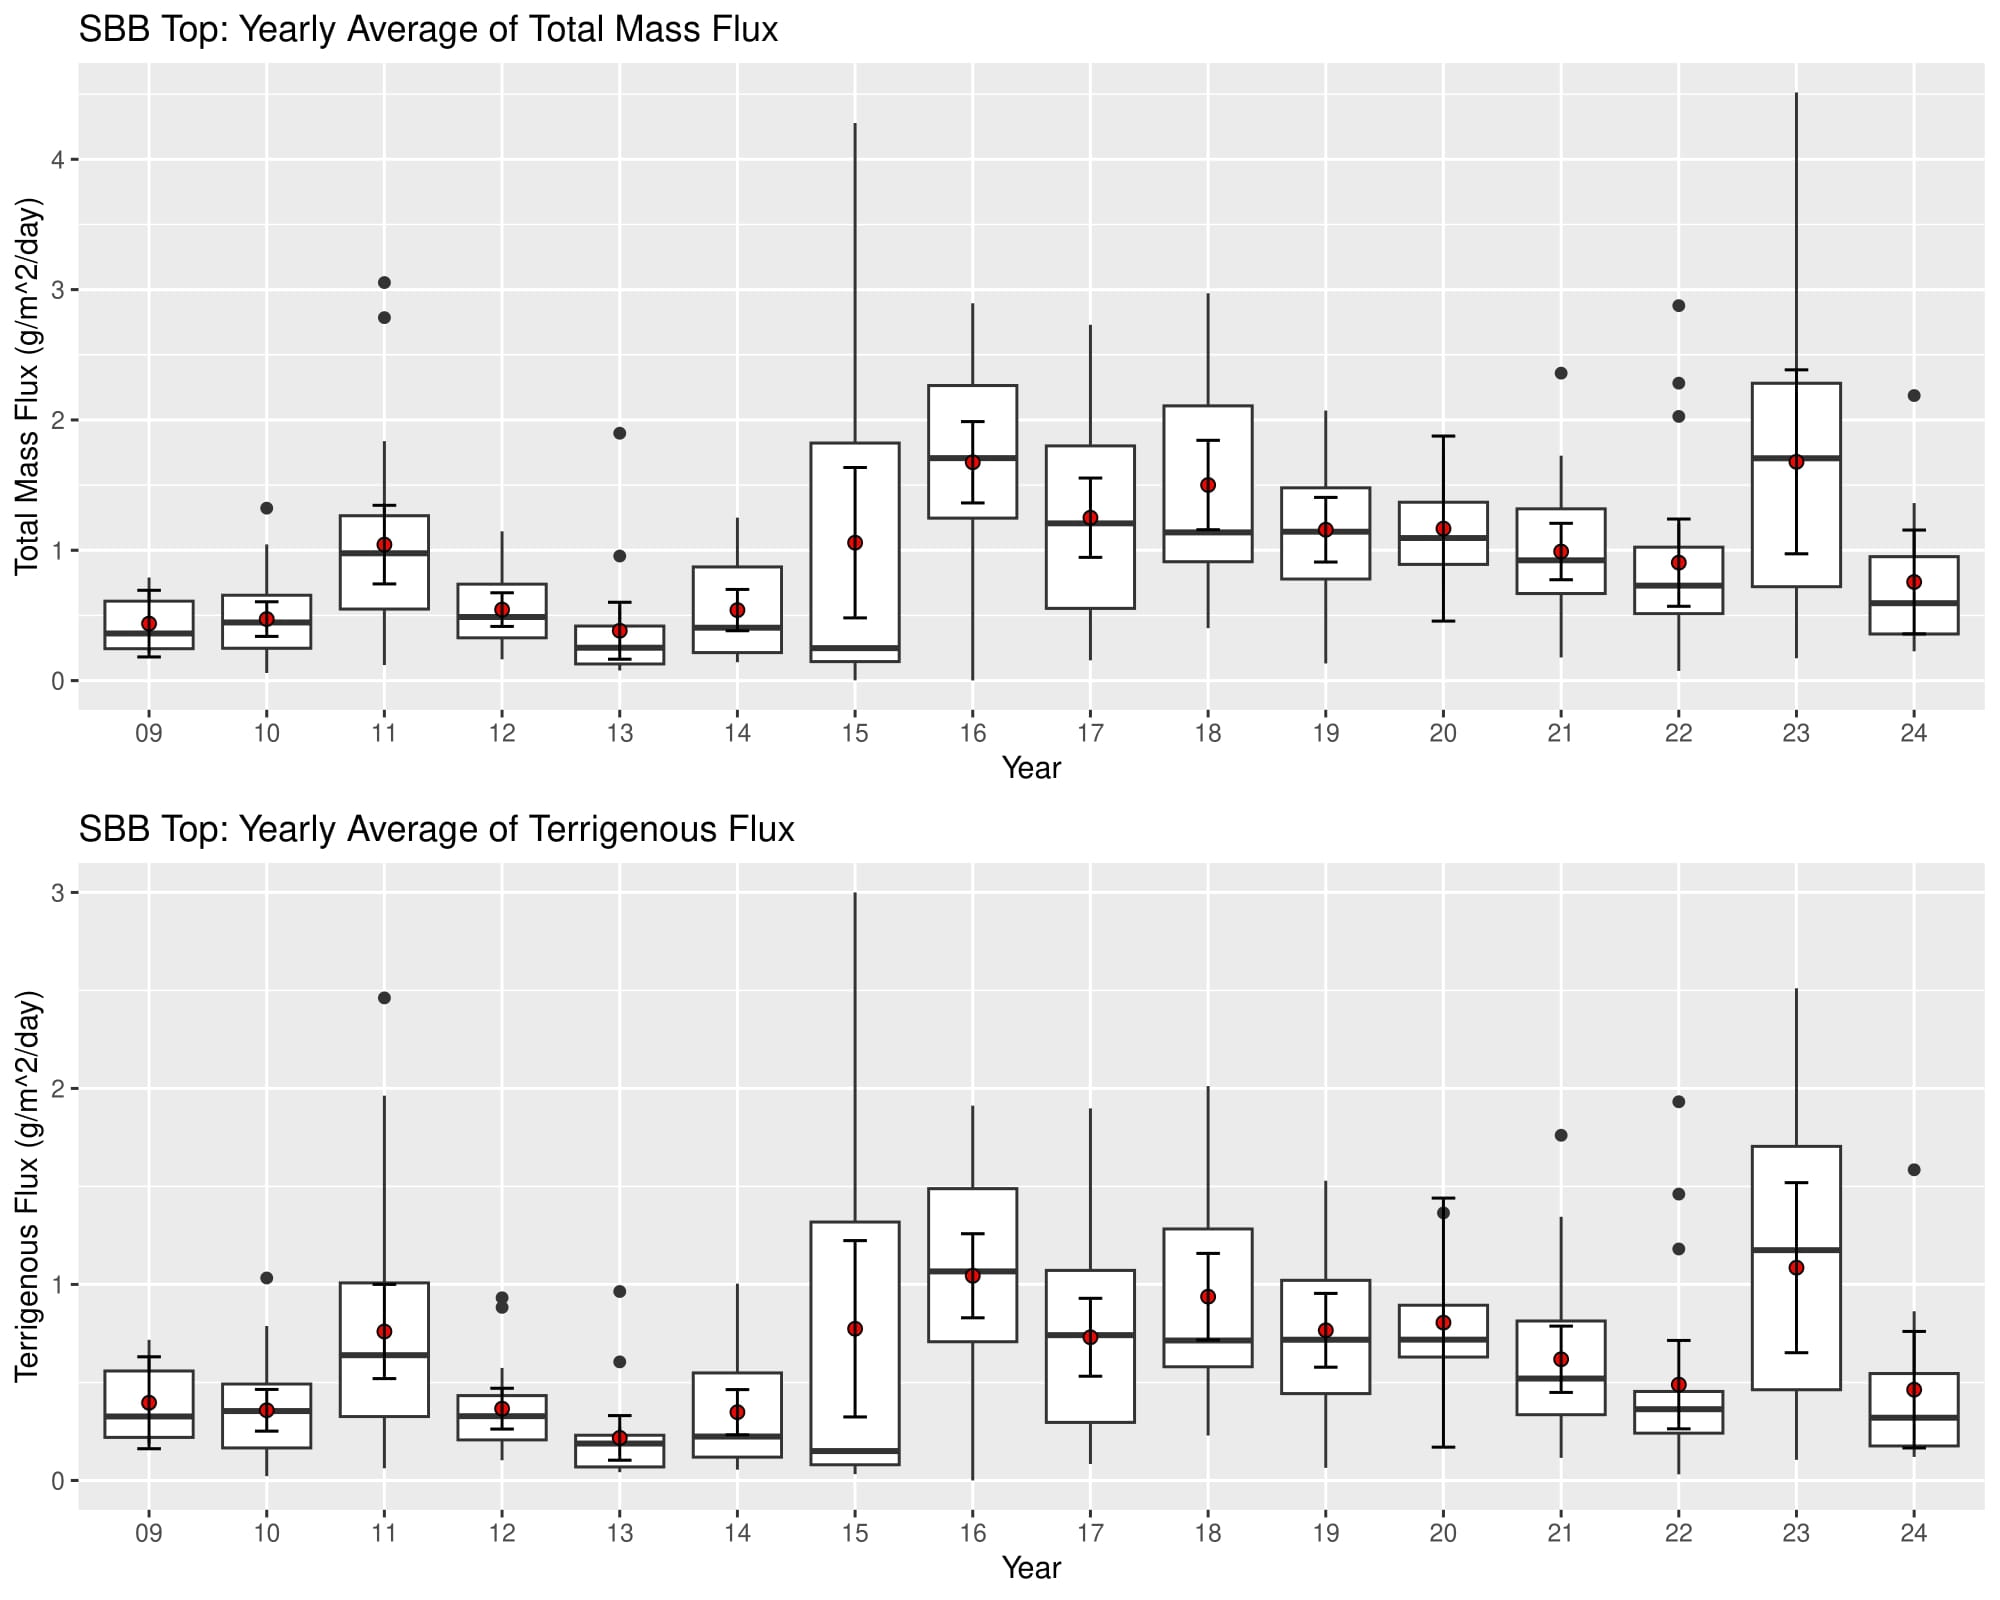 SBB Top: Yearly Average of Total Mass Flux
Total Mass Flux (g/m^2/day)
4
3
2
1
0
09 10 11 12 13 14 15 16 17 18 19 20 21 22 23 24
Year
SBB Top: Yearly Average of Terrigenous Flux
Terrigenous Flux (g/m^2/day)
3
2
1
0
09 10 11 12 13 14 15 16 17 18 19 20 21 22 23 24
Year